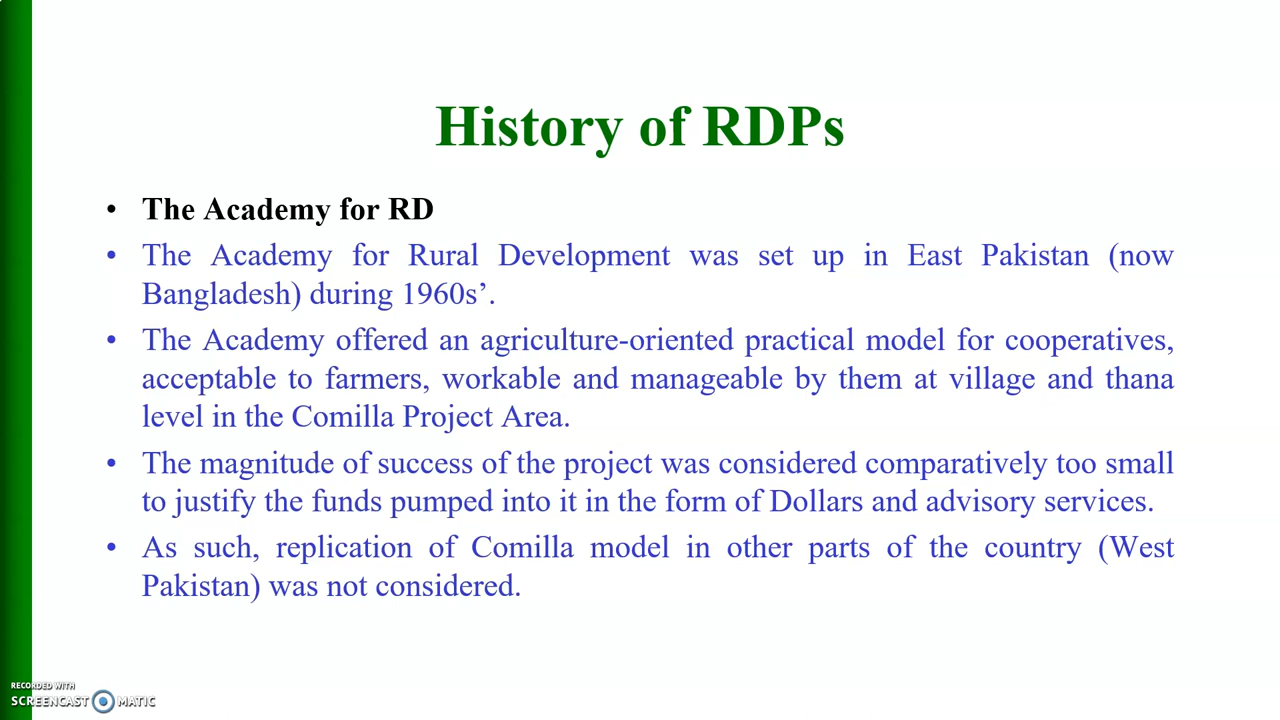 History of RDPs
• The Academy for RD
• The Academy for Rural Development was set up in East Pakistan (now
Bangladesh) during 1960s’.
• The Academy offered an agriculture-oriented practical model for cooperatives,
acceptable to farmers, workable and manageable by them at village and thana
level in the Comilla Project Area.
• The magnitude of success of the project was considered comparatively too small
to justify the funds pumped into it in the form of Dollars and advisory services.
• As such, replication of Comilla model in other parts of the country (West
Pakistan) was not considered.
RECORDED WITH
SCREENCAST MATIC